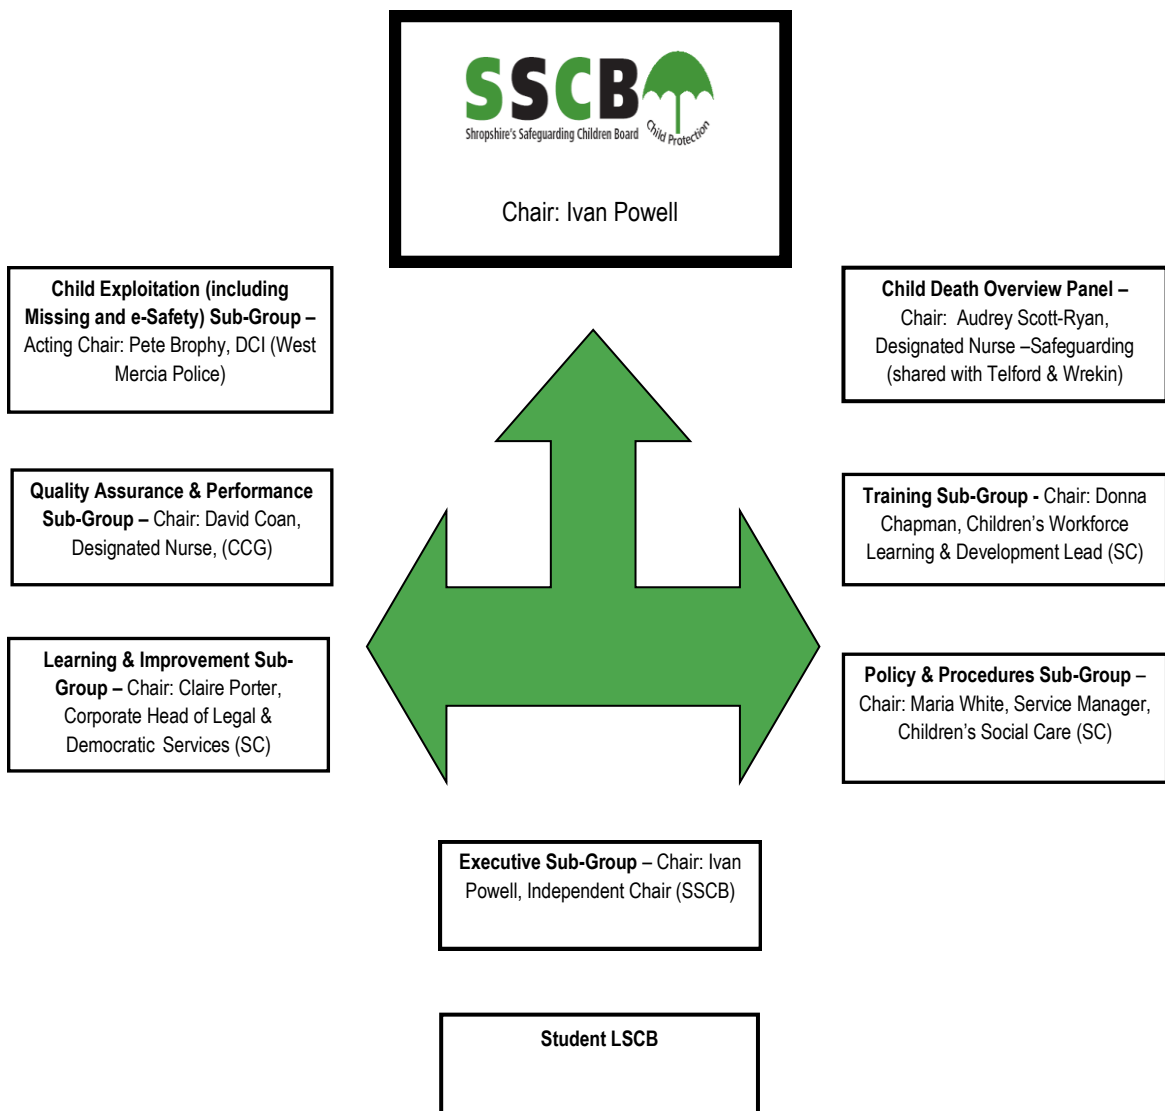 SSCB
Shropshire's Safeguarding Children Board
Child Protection
Chair: Ivan Powell
Child Exploitation (including
Missing and e-Safety) Sub-Group –
Acting Chair: Pete Brophy, DCI (West
Mercia Police)
Child Death Overview Panel –
Chair: Audrey Scott-Ryan,
Designated Nurse –Safeguarding
(shared with Telford & Wrekin)
Quality Assurance & Performance
Sub-Group – Chair: David Coan,
Designated Nurse, (CCG)
Training Sub-Group - Chair: Donna
Chapman, Children's Workforce
Learning & Development Lead (SC)
Learning & Improvement Sub-
Group – Chair: Claire Porter,
Corporate Head of Legal &
Democratic Services (SC)
Policy & Procedures Sub-Group –
Chair: Maria White, Service Manager,
Children's Social Care (SC)
Executive Sub-Group – Chair: Ivan
Powell, Independent Chair (SSCB)
Student LSCB